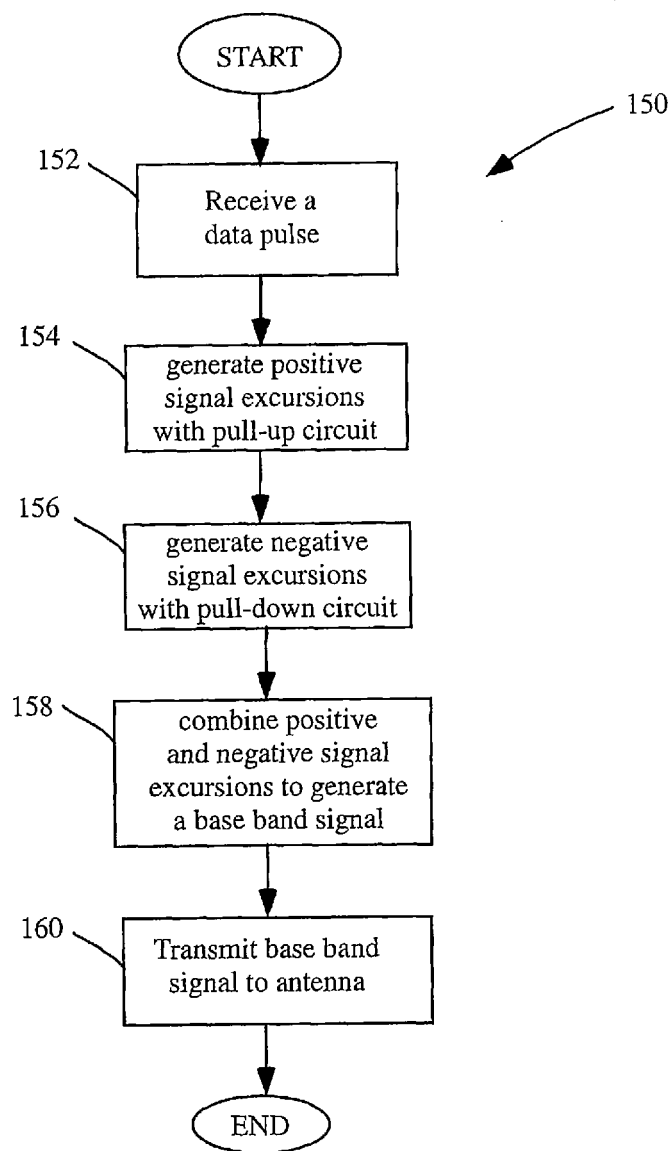 START
150
152
Receive a
data pulse
154
generate positive
signal excursions
with pull-up circuit
156
generate negative
signal excursions
with pull-down circuit
158
combine positive
and negative signal
excursions to generate
a base band signal
160
Transmit base band
signal to antenna
END